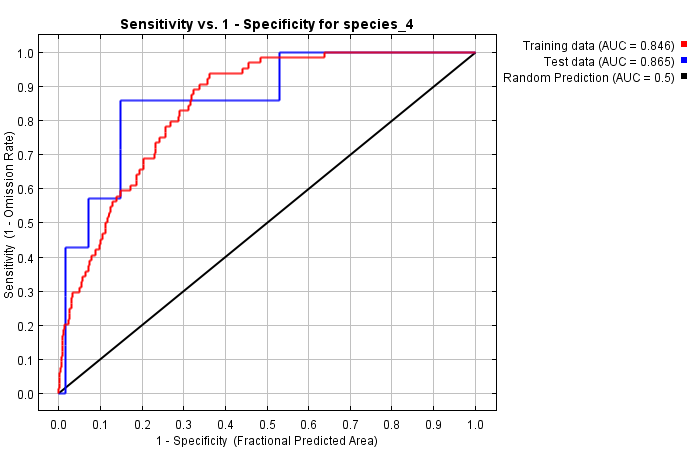 Sensitivity vs. 1 - Specificity for species_4
Training data (AUC = 0.846)
Test data (AUC = 0.865)
Random Prediction (AUC = 0.5)
Sensitivity (1 - Omission Rate)
1.0
0.9
0.8
0.7
0.6
0.5
0.4
0.3
0.2
0.1
0.0
0.0 0.1 0.2 0.3 0.4 0.5 0.6 0.7 0.8 0.9 1.0
1 - Specificity (Fractional Predicted Area)